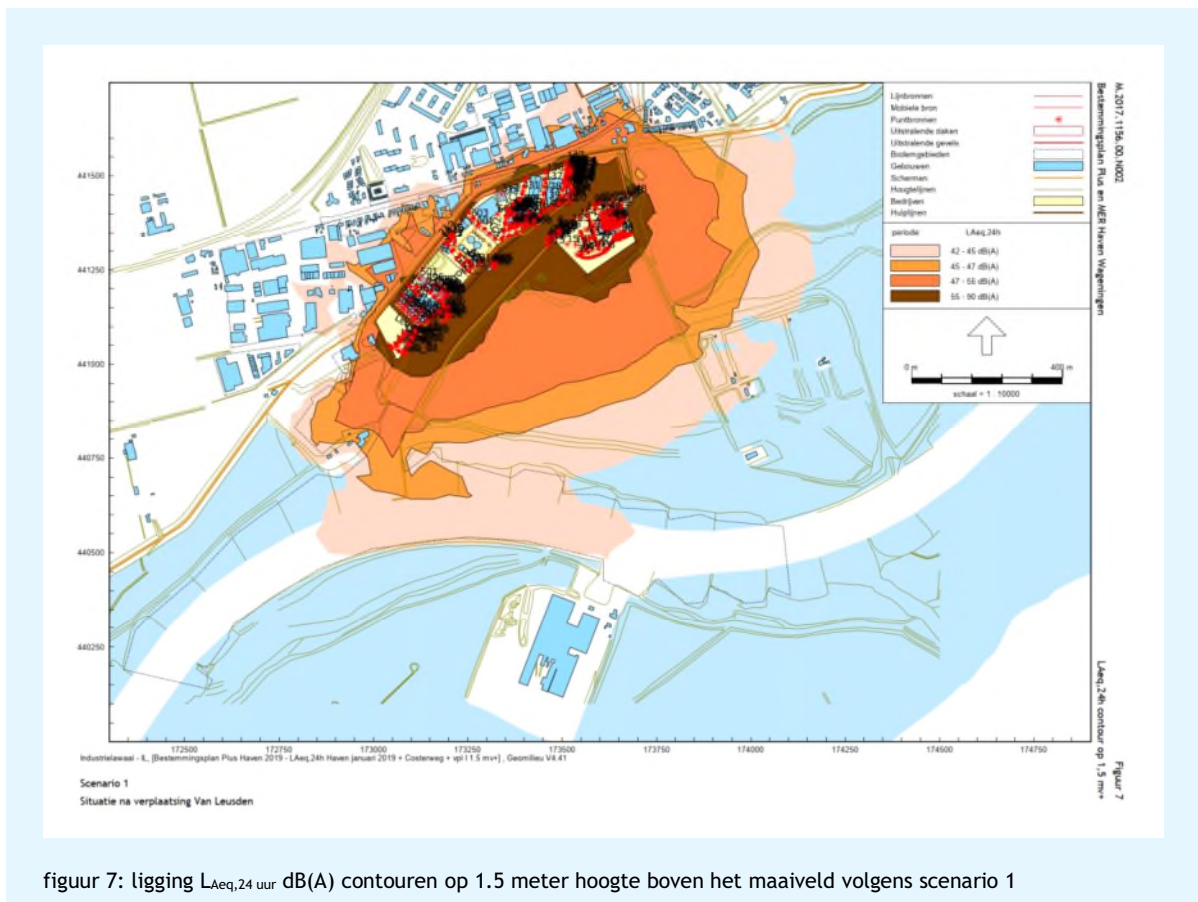 Lijnbronnen
Mobiele bron
Puntbronnen
Uitstralende daken
Uitstralende gevels
Bodemgebieden
Gebouwen
Schermen
Hoogtelijnen
Bedrijven
Hulplijnen
periode LAeq,24h
42 - 45 dB(A)
45 - 47 dB(A)
47 - 55 dB(A)
55 - 90 dB(A)
0 m 400 m
schaal = 1 : 10000
M.2017.1156.00.N002
Bestemmingsplan Plus en MER Haven Wageningen
441500
441250
440750
440500
440250
172500 172750 173000 173250 173500 173750 174000 174250 174500 174750
Industrielawaai - IL, [Bestemmingsplan Plus Haven 2019 - LAeq,24h Haven januari 2019 + Costerweg + vpl l 1.5 mv+] , Geomilieu V4.41
LAeq,24h contour op 1,5 mv+
Figuur 7
Scenario 1
Situatie na verplaatsing Van Leusden
figuur 7: ligging LAeq,24 uur dB(A) contouren op 1.5 meter hoogte boven het maaiveld volgens scenario 1